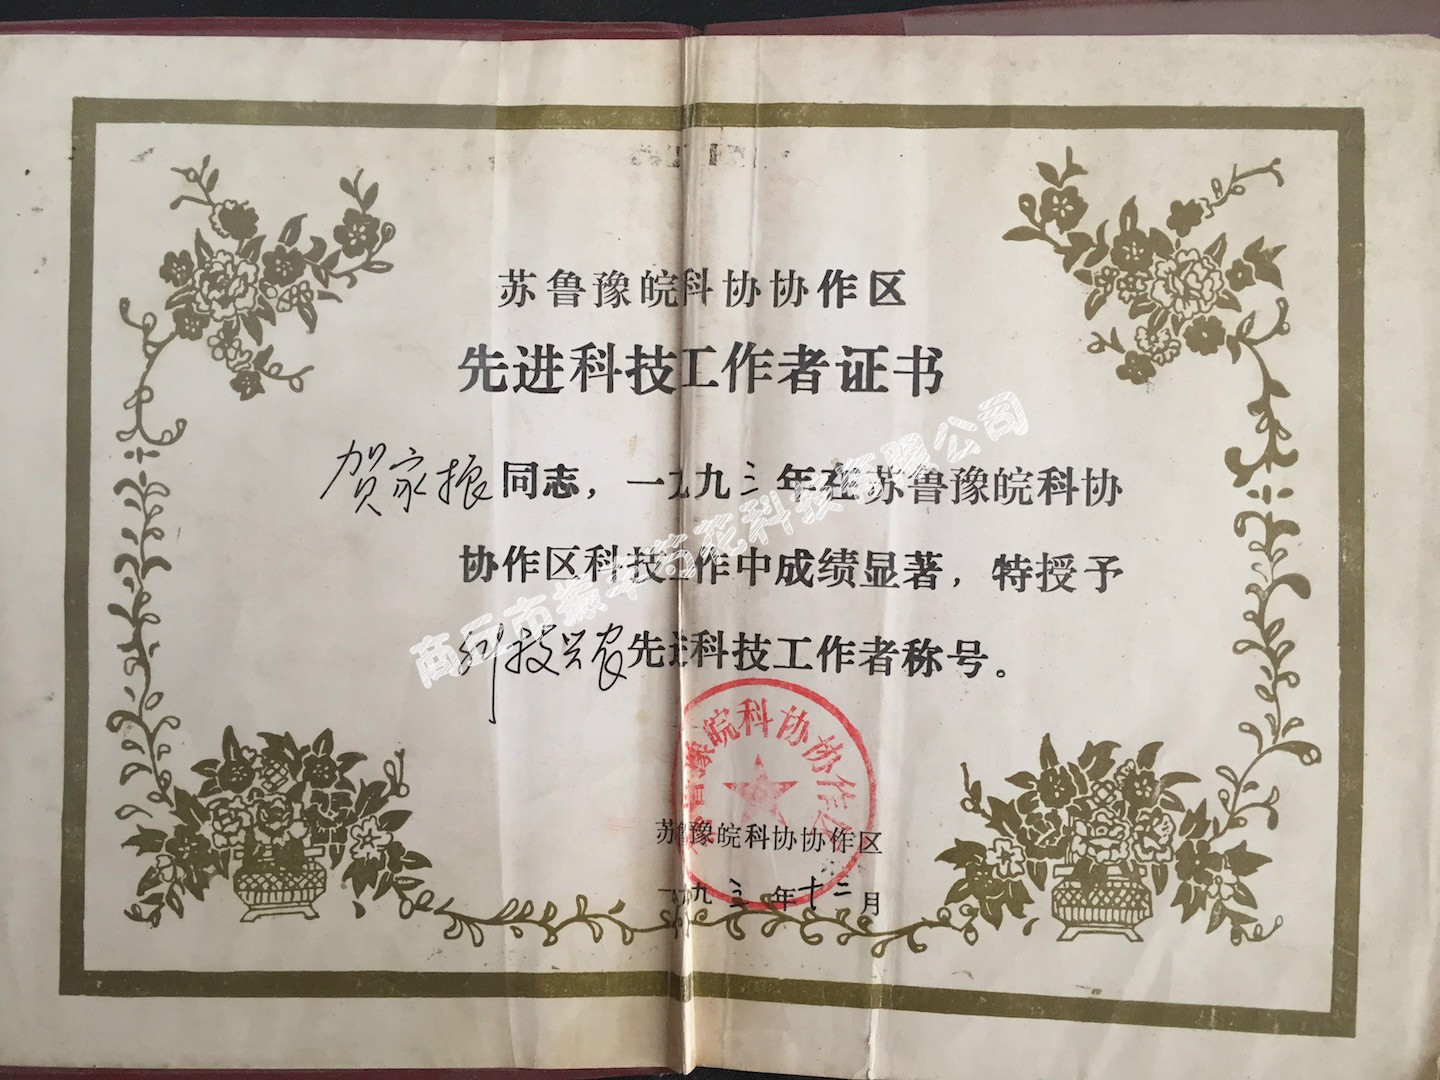 苏鲁豫皖科协协作区
先进科技工作者证书
贺家振同志，一九九三年在苏鲁豫皖科协
协作区科技工作中成绩显著，特授予
科技兴农先进科技工作者称号。
苏鲁豫皖科协协作区
苏鲁豫皖科协协作区
一九九三年十二月
商丘市振丰菊花科技有限公司